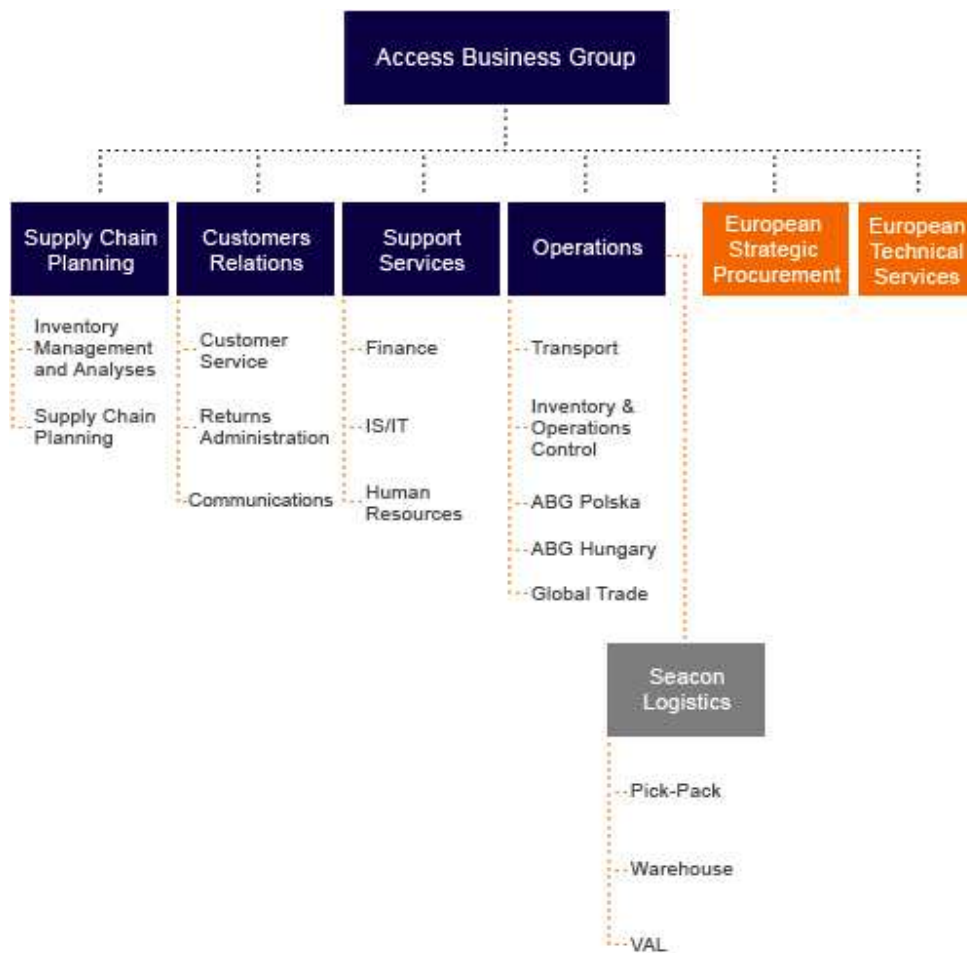 Access Business Group
Supply Chain
Planning
Customers
Relations
Support
Services
Operations
European
Strategic
Procurement
European
Technical
Services
Inventory
Management
and Analyses
Supply Chain
Planning
Customer
Service
Returns
Administration
Communications
Finance
IS/IT
Human
Resources
Transport
Inventory &
Operations
Control
ABG Polska
ABG Hungary
Global Trade
Seacon
Logistics
Pick-Pack
Warehouse
VAL